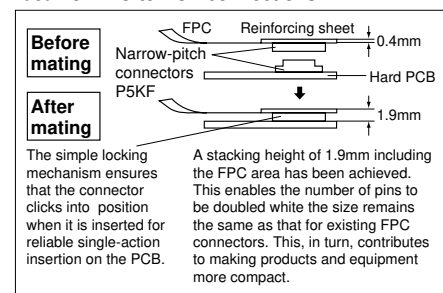 Before
mating
FPC
Reinforcing sheet
0.4mm
Narrow-pitch
connectors
P5KF
Hard PCB
After
mating
1.9mm
The simple locking
mechanism ensures
that the connector
clicks into position
when it is inserted for
reliable single-action
insertion on the PCB.
A stacking height of 1.9mm including
the FPC area has been achieved.
This enables the number of pins to
be doubled white the size remains
the same as that for existing FPC
connectors. This, in turn, contributes
to making products and equipment
more compact.